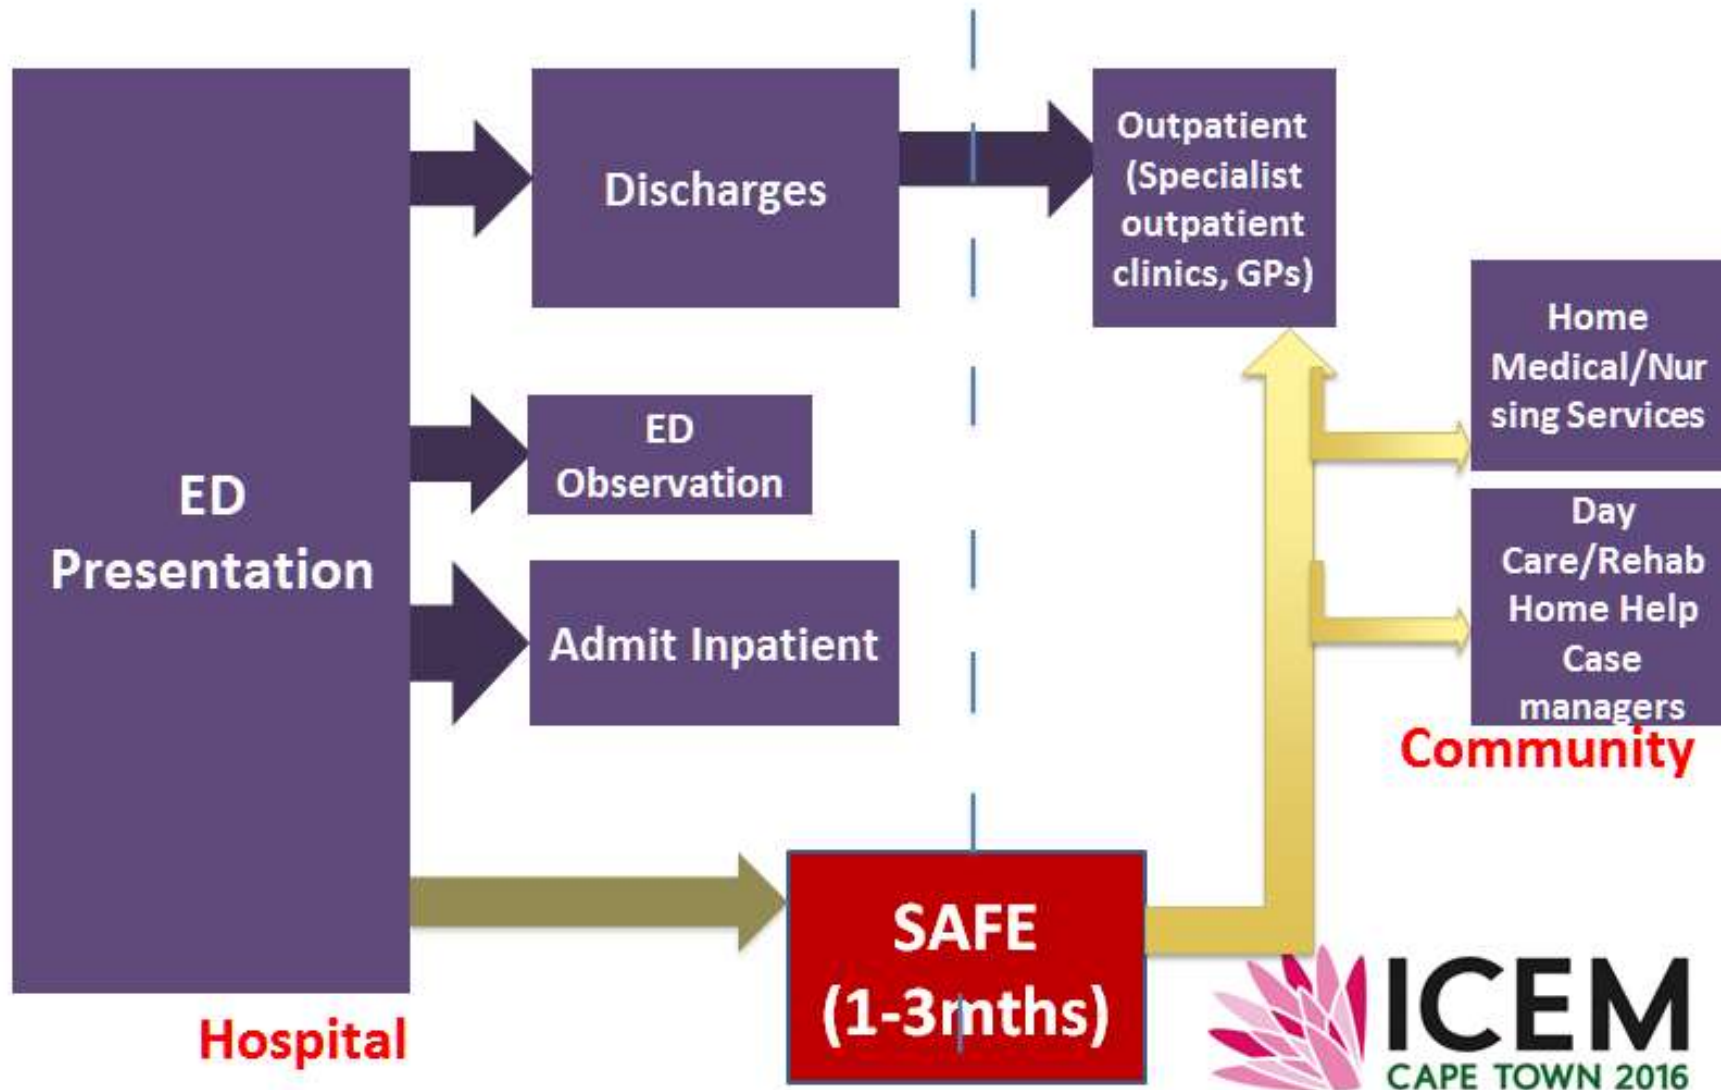 ED
Presentation
Discharges
Outpatient
(Specialist
outpatient
clinics, GPs)
ED
Observation
Admit Inpatient
Home
Medical/Nur
sing Services
Day
Care/Rehab
Home Help
Case
managers
Community
SAFE
(1-3mths)
Hospital
ICEM
CAPE TOWN 2016